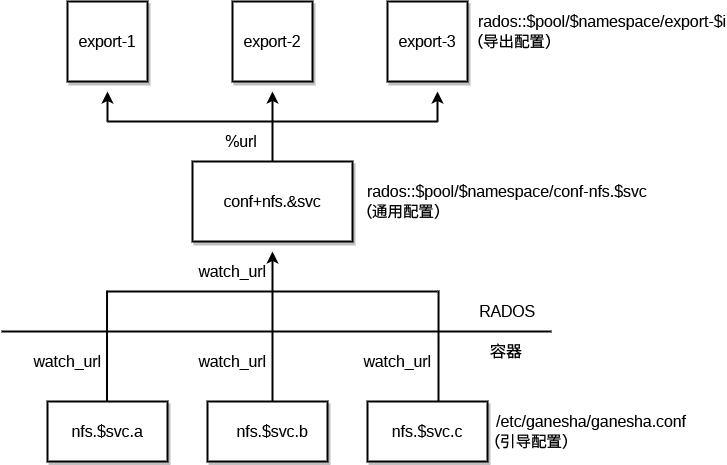 export-1
export-2
export-3
rados::$pool/$namespace/export-$i
(导出配置)
%url
conf+nfs.&svc
rados::$pool/$namespace/conf-nfs.$svc
(通用配置)
watch_url
RADOS
容器
watch_url
watch_url
watch_url
nfs.$svc.a
nfs.$svc.b
nfs.$svc.c
/etc/ganesha/ganesha.conf
(引导配置)